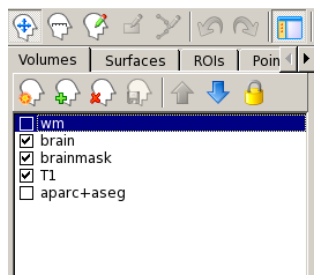 Volumes Surfaces ROIs Poin
wm
brain
brainmask
T1
aparc+aseg